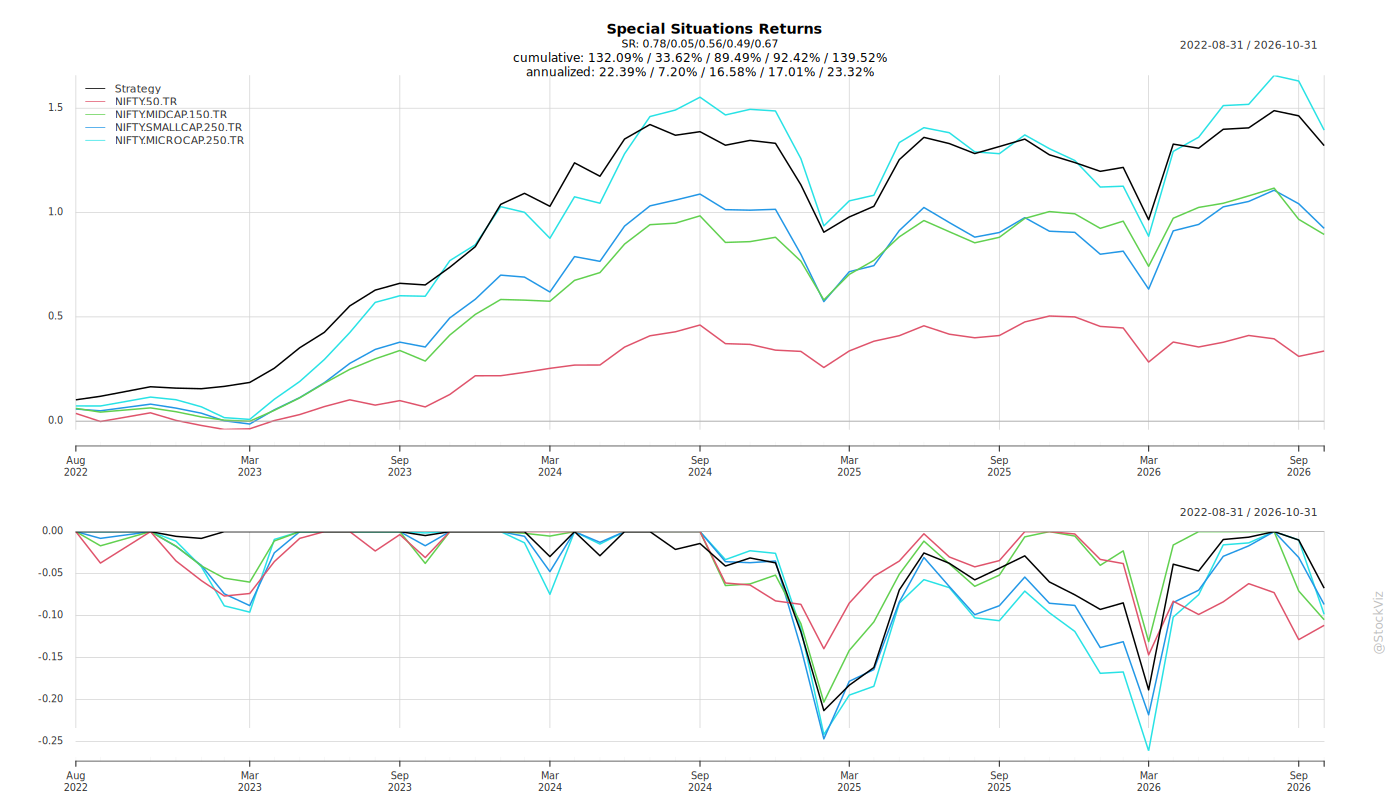 Special Situations Returns
SR: 0.78/0.05/0.56/0.49/0.67
cumulative: 132.09% / 33.62% / 89.49% / 92.42% / 139.52%
annualized: 22.39% / 7.20% / 16.58% / 17.01% / 23.32%
2022-08-31 / 2026-10-31
Strategy
NIFTY.50.TR
NIFTY.MIDCAP.150.TR
NIFTY.SMALLCAP.250.TR
NIFTY.MICROCAP.250.TR
1.5
1.0
0.5
0.0
Aug 2022
Mar 2023
Sep 2023
Mar 2024
Sep 2024
Mar 2025
Sep 2025
Mar 2026
Sep 2026
2022-08-31 / 2026-10-31
0.00
-0.05
-0.10
-0.15
-0.20
-0.25
Aug 2022
Mar 2023
Sep 2023
Mar 2024
Sep 2024
Mar 2025
Sep 2025
Mar 2026
Sep 2026
@StockViz